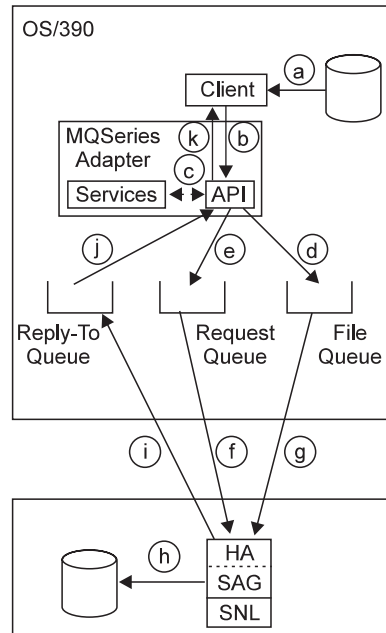 OS/390
Client
a
MQSeries
Adapter
k
b
c
Services
API
j
e
d
Reply-To
Queue
Request
Queue
File
Queue
i
f
g
h
HA
SAG
SNL